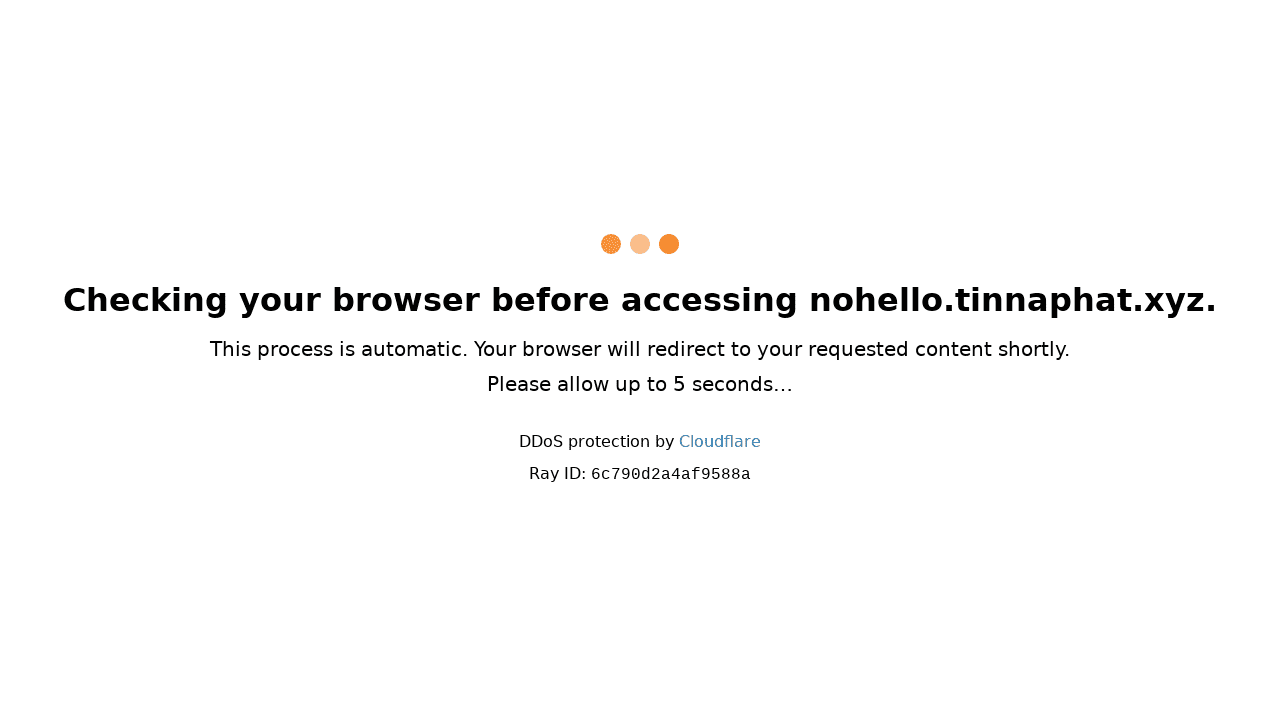 Checking your browser before accessing nohello.tinnaphat.xyz.
This process is automatic. Your browser will redirect to your requested content shortly.
Please allow up to 5 seconds...
DDoS protection by Cloudflare
Ray ID: 6c790d2a4af9588a